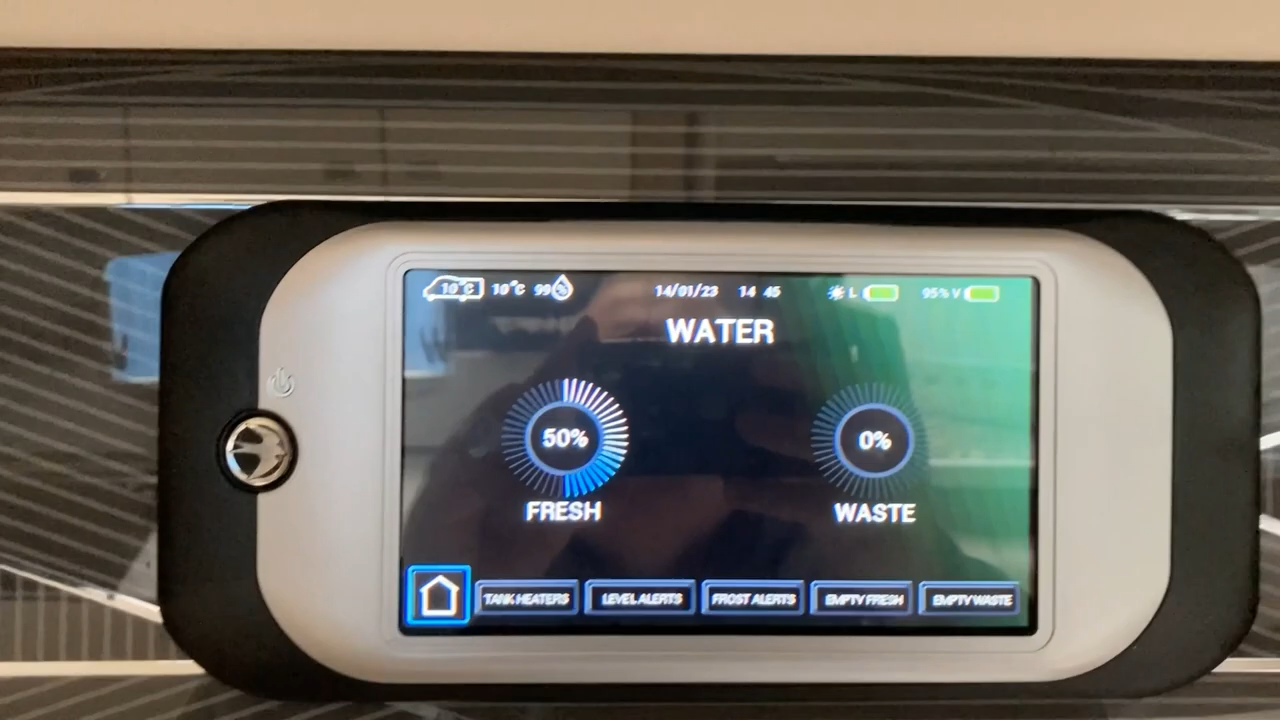 10°C 10°C 99% 14/01/23 14 45 L 95% V
WATER
50% 0%
FRESH WASTE
TANK HEATERS LEVEL ALERTS FROST ALERTS EMPTY FRESH EMPTY WASTE